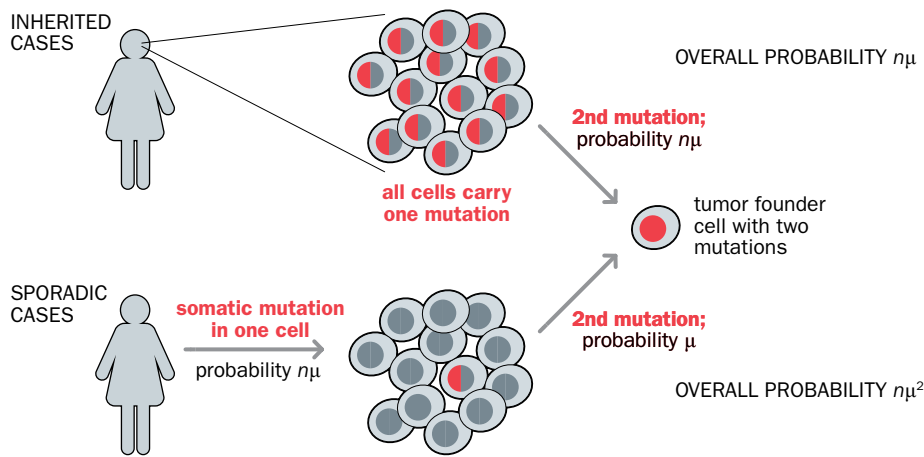 INHERITED
CASES
OVERALL PROBABILITY nμ
2nd mutation;
probability nμ
all cells carry
one mutation
tumor founder
cell with two
mutations
SPORADIC
CASES
somatic mutation
in one cell
probability nμ
2nd mutation;
probability μ
OVERALL PROBABILITY nμ²